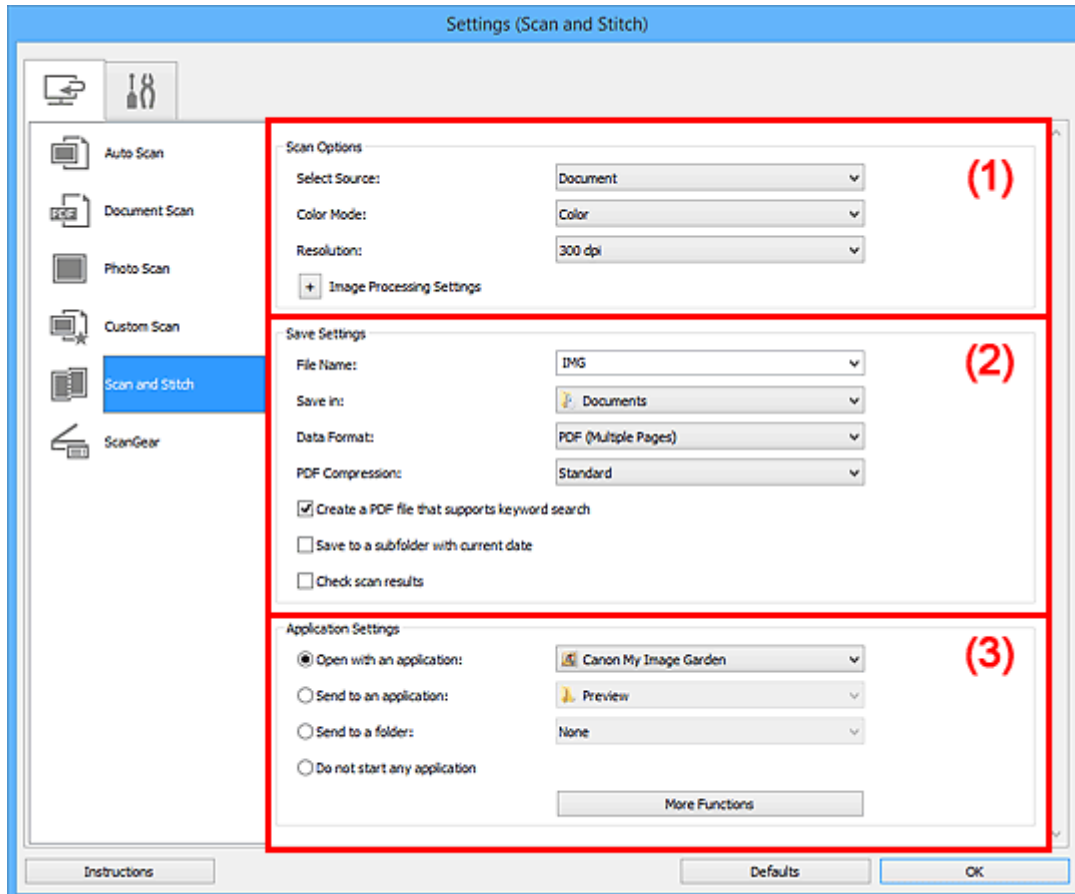 Settings (Scan and Stitch)
Auto Scan
PDF
Document Scan
Photo Scan
Custom Scan
Scan and Stitch
ScanGear
(1)
Scan Options
Select Source: Document
Color Mode: Color
Resolution: 300 dpi
+ Image Processing Settings
(2)
Save Settings
File Name: IMG
Save in: Documents
Data Format: PDF (Multiple Pages)
PDF Compression: Standard
Create a PDF file that supports keyword search
Save to a subfolder with current date
Check scan results
(3)
Application Settings
Open with an application: Canon My Image Garden
Send to an application: Preview
Send to a folder: None
Do not start any application
More Functions
Instructions Defaults OK